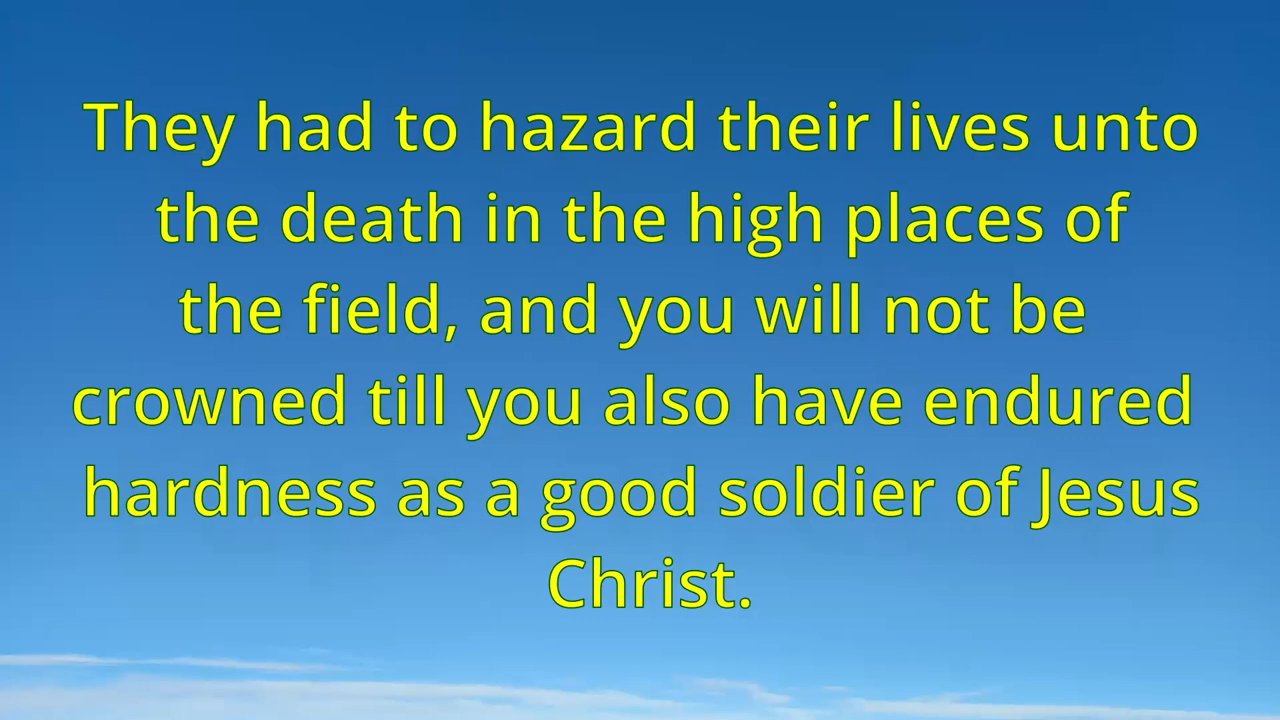 They had to hazard their lives unto
the death in the high places of
the field, and you will not be
crowned till you also have endured
hardness as a good soldier of Jesus
Christ.